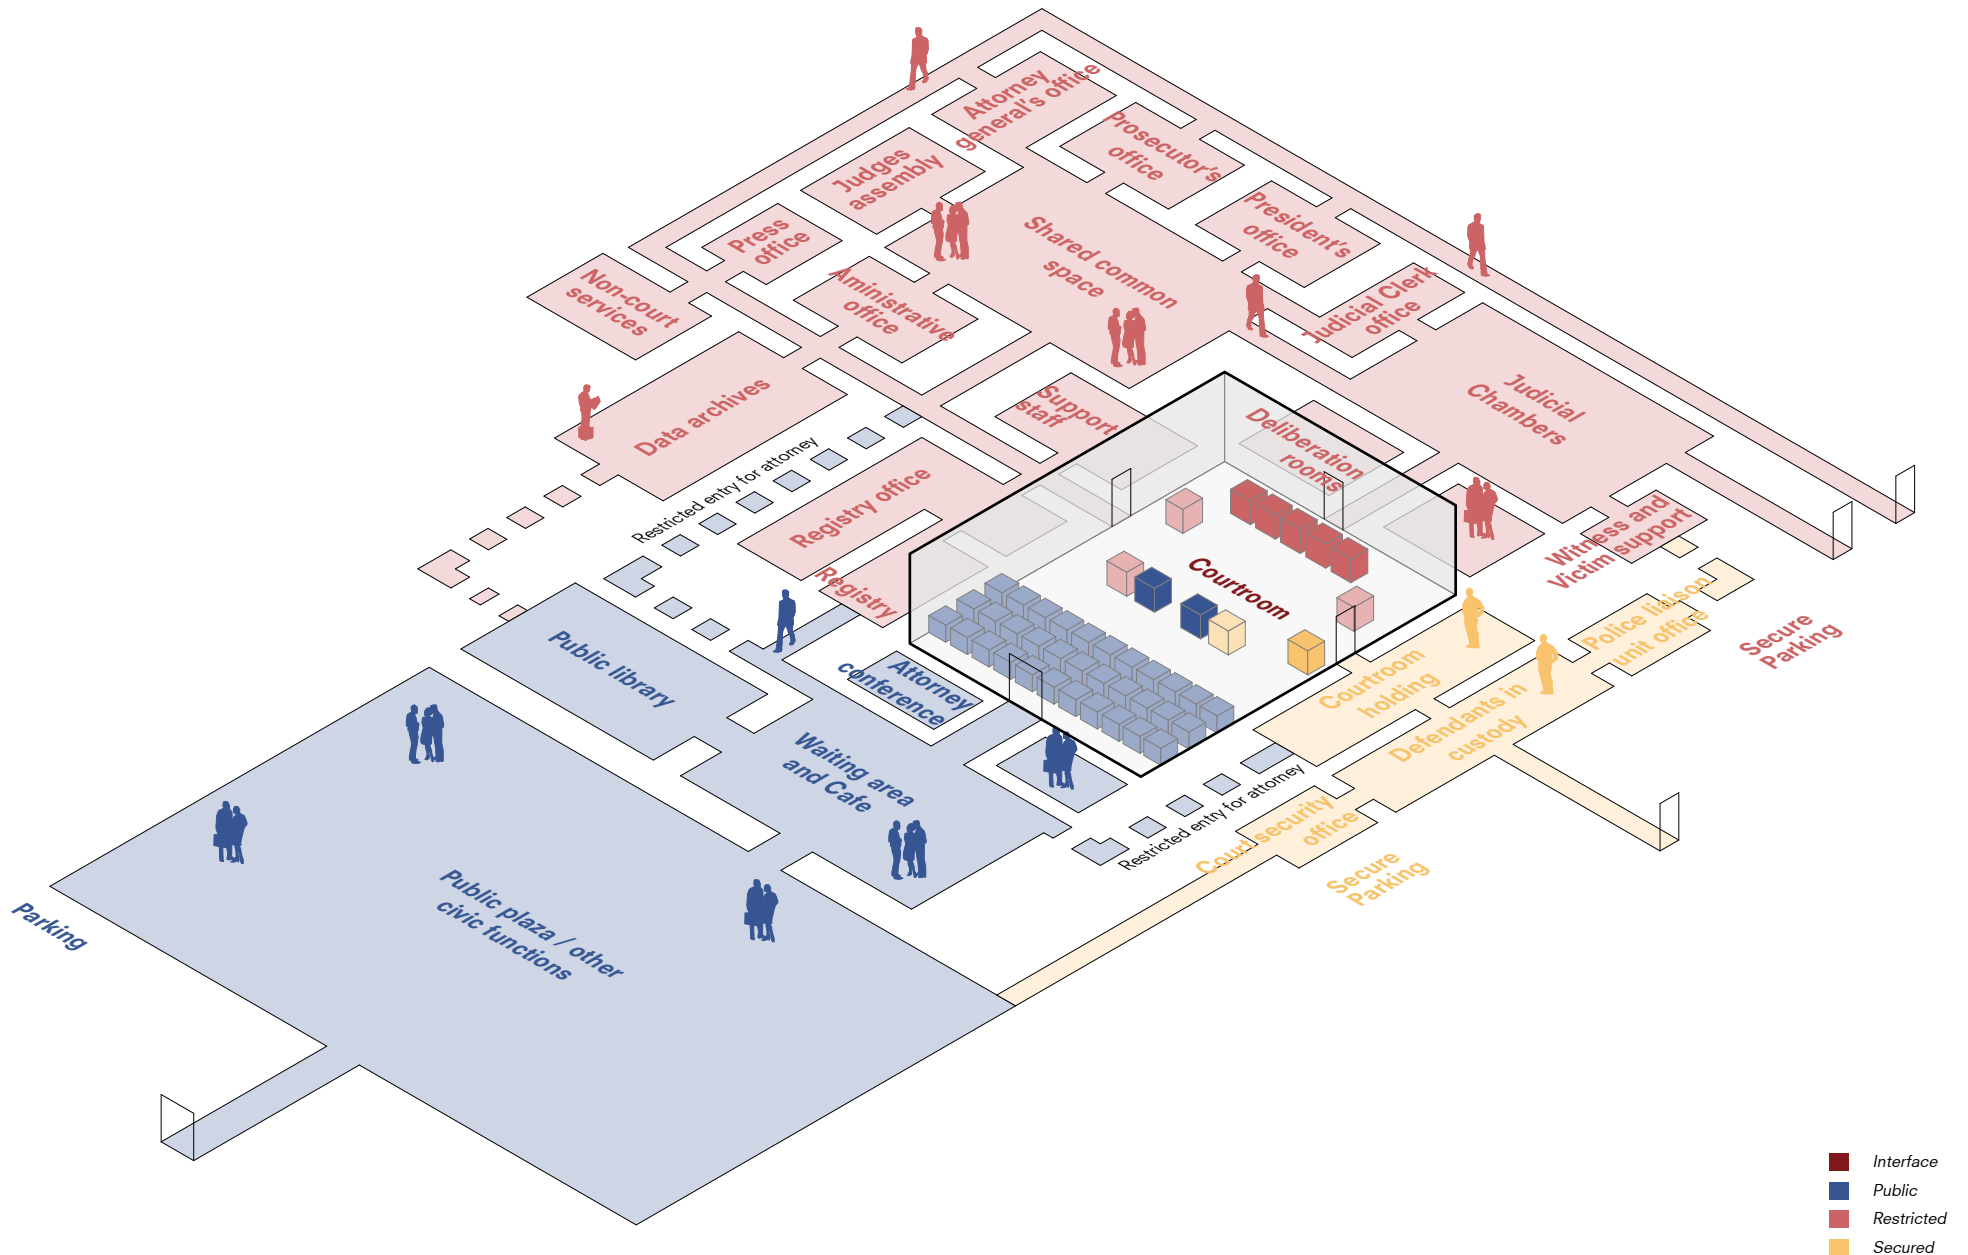 Attorney
general's office
Prosecutor's
office
Judges
assembly
President's
office
Press
office
Shared common
space
Non-court
services
Aministrative
office
Judicial Clerk
office
Judicial
Chambers
Data archives
Support
staff
Deliberation
rooms
Restricted entry for attorney
Registry office
Witness and
Victim support
Registry
Courtroom
Police liaison
unit office
Secure
Parking
Public library
Attorney
conference
Courtroom
holding
Defendants in
custody
Waiting area
and Cafe
Restricted entry for attorney
Court security
office
Secure
Parking
Public plaza / other
civic functions
Parking
Interface
Public
Restricted
Secured